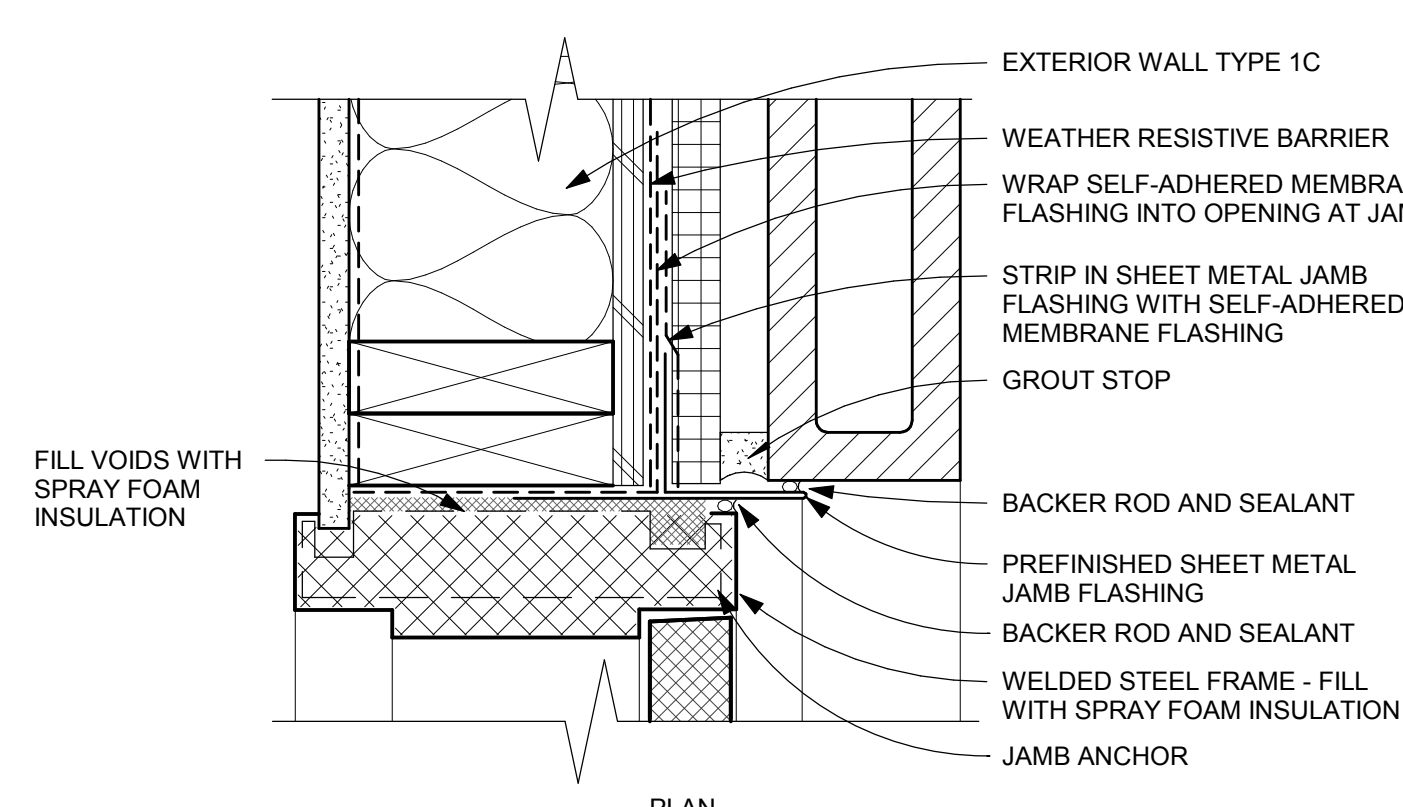 EXTERIOR WALL TYPE 1C
WEATHER RESISTIVE BARRIER
WRAP SELF-ADHERED
FLASHING INTO OPENING AT
STRIP IN SHEET METAL JAMB
FLASHING WITH SELF-ADHERED
MEMBRANE FLASHING
GROUT STOP
FILL VOIDS WITH
SPRAY FOAM
INSULATION
BACKER ROD AND SEALANT
PREFINISHED SHEET METAL
JAMB FLASHING
BACKER ROD AND SEALANT
WELDED STEEL FRAME - FILL
WITH SPRAY FOAM INSULATION
JAMB ANCHOR
PLAN